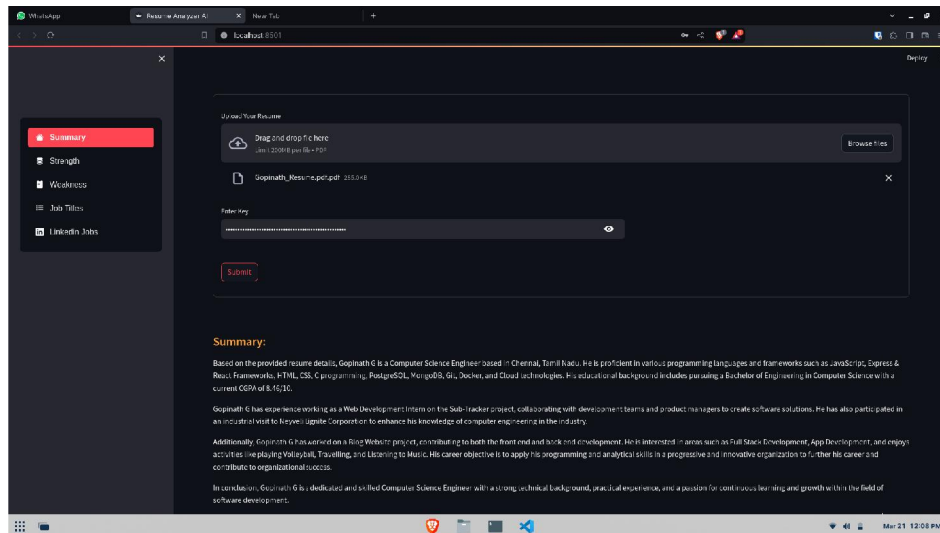 WhatsApp
Resume Analyzer AI
New Tab
localhost:8501
Deploy
Summary
Strength
Weakness
Job Titles
Linkedin Jobs
Upload Your Resume
Drag and drop file here
Limit 200MB per file • PDF
Browse files
Gopinath_Resume.pdf.pdf 255.0KB
Enter Key
Submit
Summary:
Based on the provided resume details, Gopinath G is a Computer Science Engineer based in Chennai, Tamil Nadu. He is proficient in various programming languages and frameworks such as JavaScript, Express &
React Frameworks, HTML, CSS, C programming, PostgreSQL, MongoDB, Git, Docker, and Cloud technologies. His educational background includes pursuing a Bachelor of Engineering in Computer Science with a
current CGPA of 8.46/10.
Gopinath G has experience working as a Web Development Intern on the Sub-Tracker project, collaborating with development teams and product managers to create software solutions. He has also participated in
an industrial visit to Neyveli Lignite Corporation to enhance his knowledge of computer engineering in the industry.
Additionally, Gopinath G has worked on a Blog Website project, contributing to both the front end and back end development. He is interested in areas such as Full Stack Development, App Development, and enjoys
activities like playing Volleyball, Travelling, and Listening to Music. His career objective is to apply his programming and analytical skills in a progressive and innovative organization to further his career and
contribute to organizational success.
In conclusion, Gopinath G is a dedicated and skilled Computer Science Engineer with a strong technical background, practical experience, and a passion for continuous learning and growth within the field of
software development.
Mar 21 12:08 PM